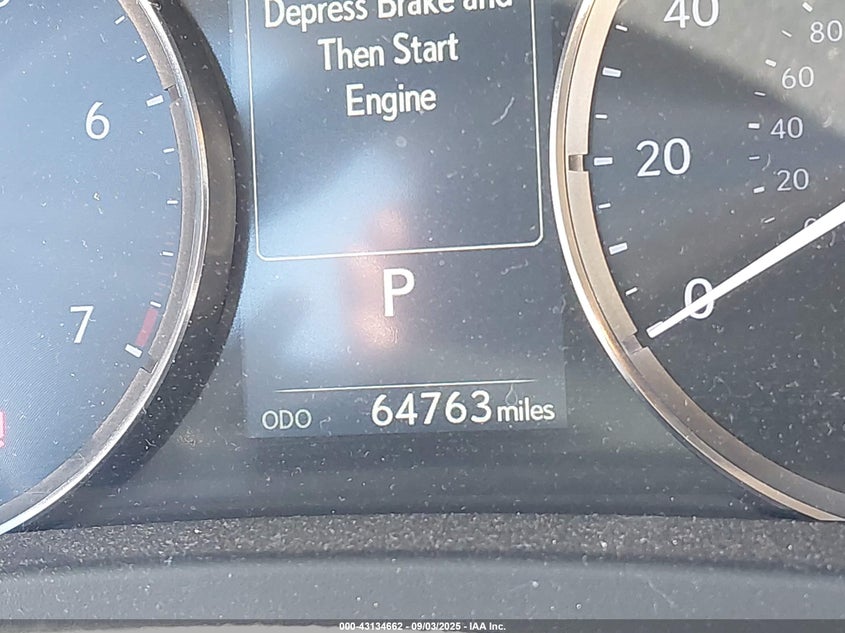 Depress Brake and
Then Start
Engine
P
ODO 64763 miles
6
7
40
20
0
80
60
40
20
000-43134662 - 09/03/2025 - IAA Inc.